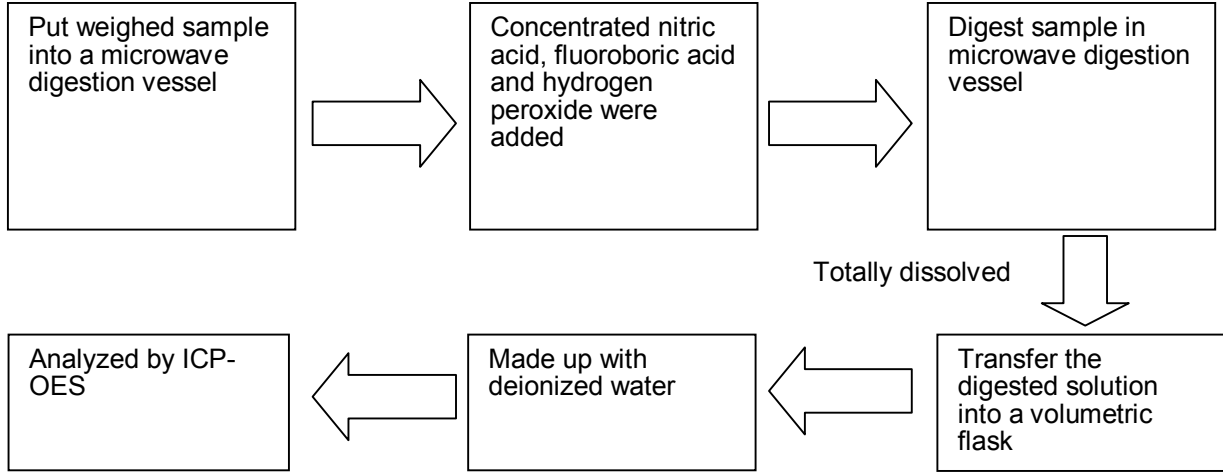 Put weighed sample
into a microwave
digestion vessel
Concentrated nitric
acid, fluoroboric acid
and hydrogen
peroxide were
added
Digest sample in
microwave digestion
vessel
Totally dissolved
Transfer the
digested solution
into a volumetric
flask
Made up with
deionized water
Analyzed by ICP-
OES